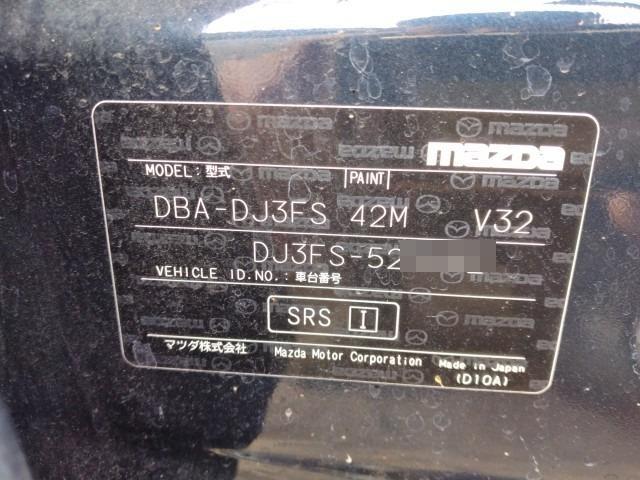 mazda
MODEL:型式 PAINT
DBA-DJ3FS 42M V32
DJ3FS-52
VEHICLE ID.NO.:車台番号
SRS I
マツダ株式会社 Mazda Motor Corporation Made in Japan
(D10A)